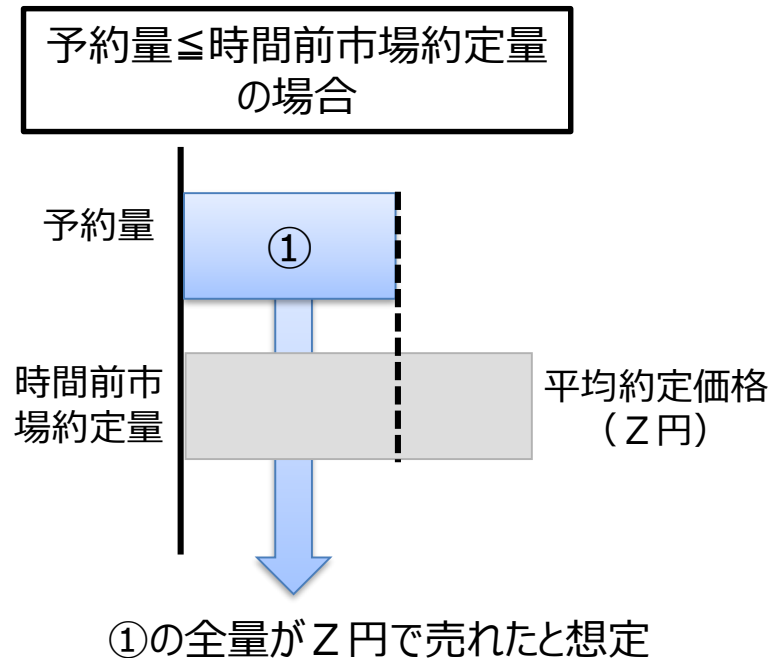 予約量≦時間前市場約定量
の場合
予約量
①
時間前市
場約定量
平均約定価格
（Ｚ円）
①の全量がＺ円で売れたと想定